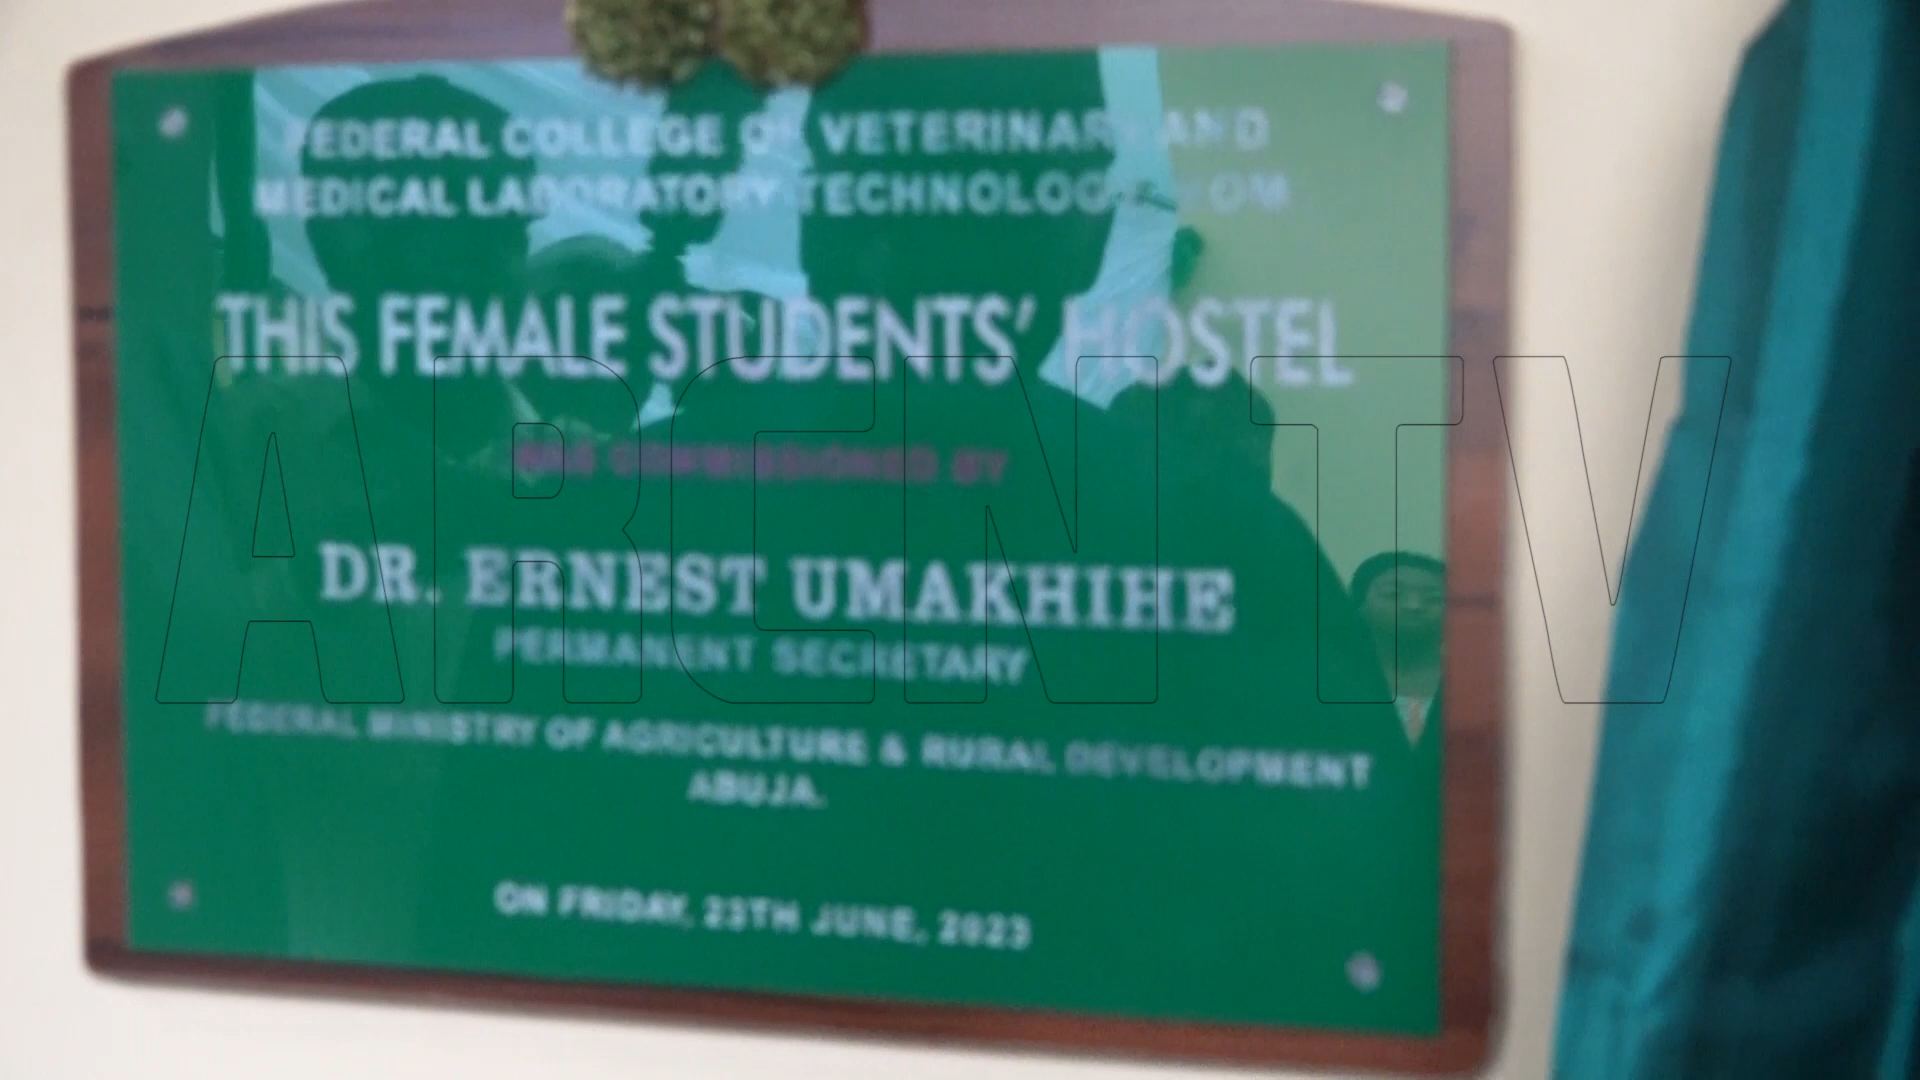 FEDERAL COLLEGE OF VETERINARY AND
MEDICAL LABORATORY TECHNOLOGY, VOM
THIS FEMALE STUDENTS' HOSTEL
WAS COMMISSIONED BY
DR. ERNEST UMAKHIHE
PERMANENT SECRETARY
FEDERAL MINISTRY OF AGRICULTURE & RURAL DEVELOPMENT
ABUJA.
ON FRIDAY, 23TH JUNE, 2023
ARCN TV